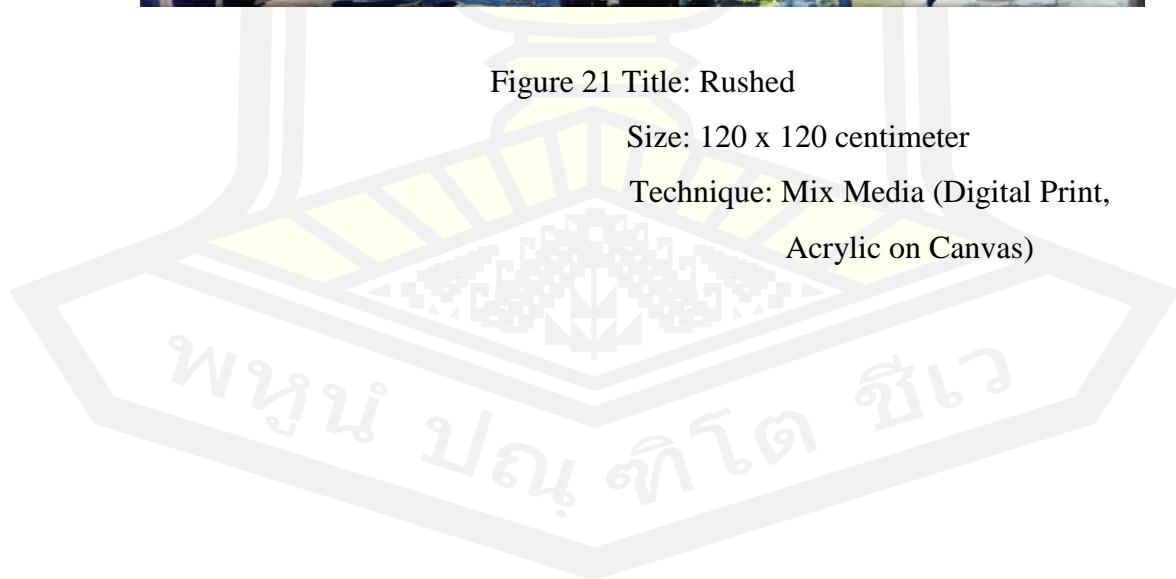 Figure 21 Title: Rushed
Size: 120 x 120 centimeter
Technique: Mix Media (Digital Print,
Acrylic on Canvas)
พหูนํ ปณฺฑิโต ชีเว